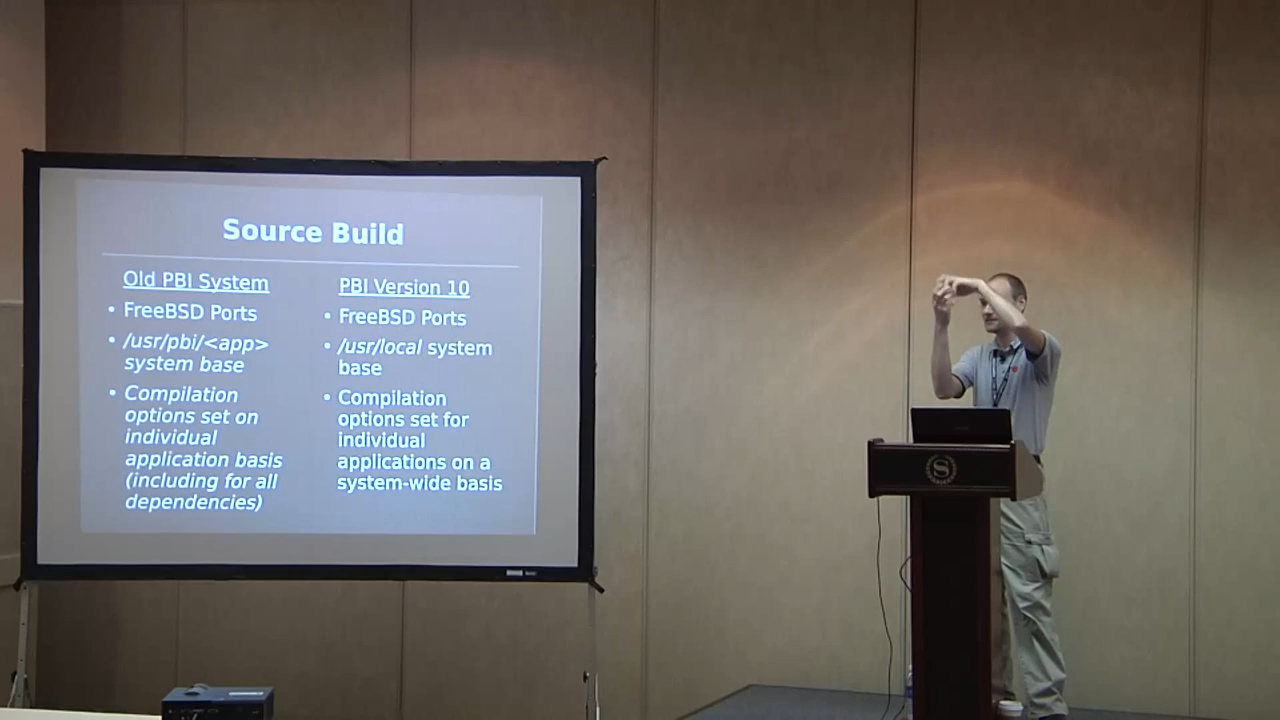 Source Build
Old PBI System
• FreeBSD Ports
• /usr/pbi/<app>
system base
• Compilation
options set on
individual
application basis
(including for all
dependencies)
PBI Version 10
• FreeBSD Ports
• /usr/local system
base
• Compilation
options set for
individual
applications on a
system-wide basis
S